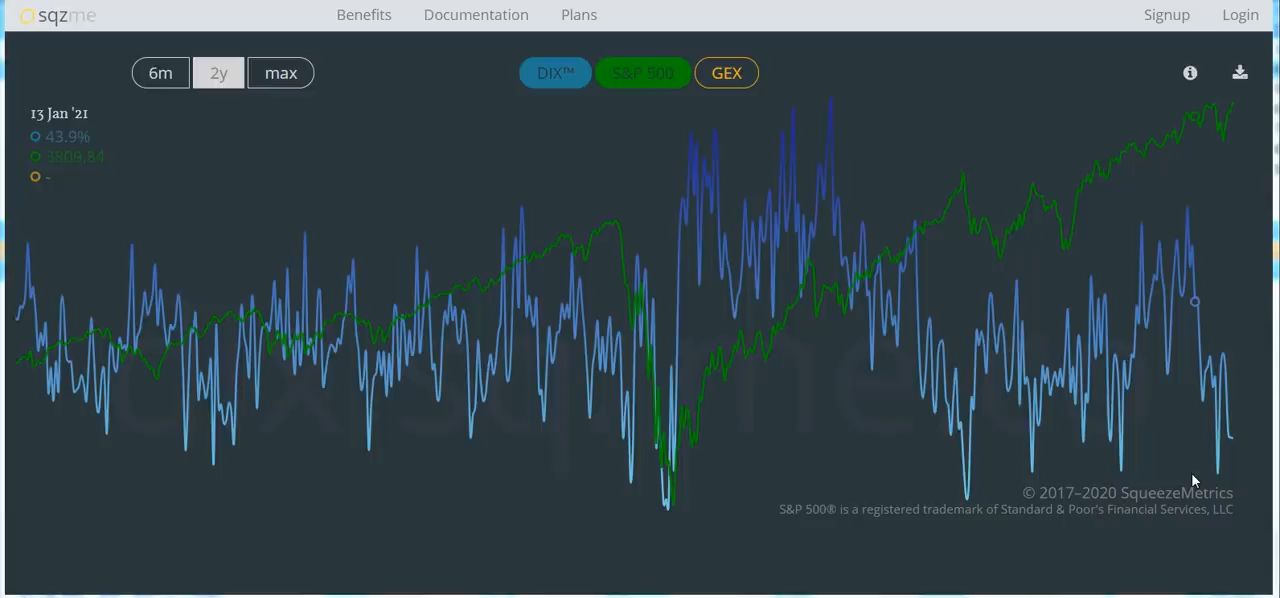 sqzme
Benefits Documentation Plans Signup Login
6m 2y max DIX™ S&P 500 GEX
13 Jan '21
43.9%
3809.84
-
© 2017–2020 SqueezeMetrics
S&P 500® is a registered trademark of Standard & Poor's Financial Services, LLC